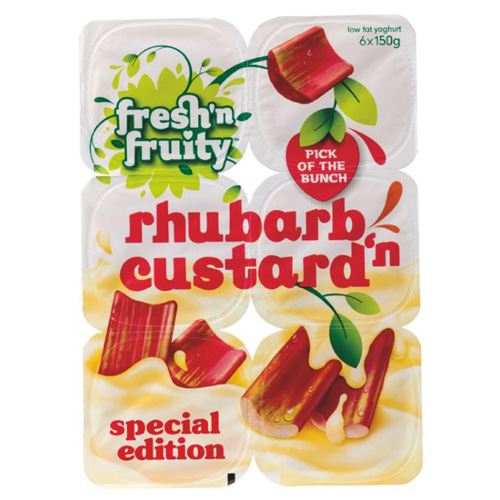 low fat yoghurt
6x150g
fresh'n
fruity
PICK
OF THE
BUNCH
rhubarb 'n
custard
special
edition